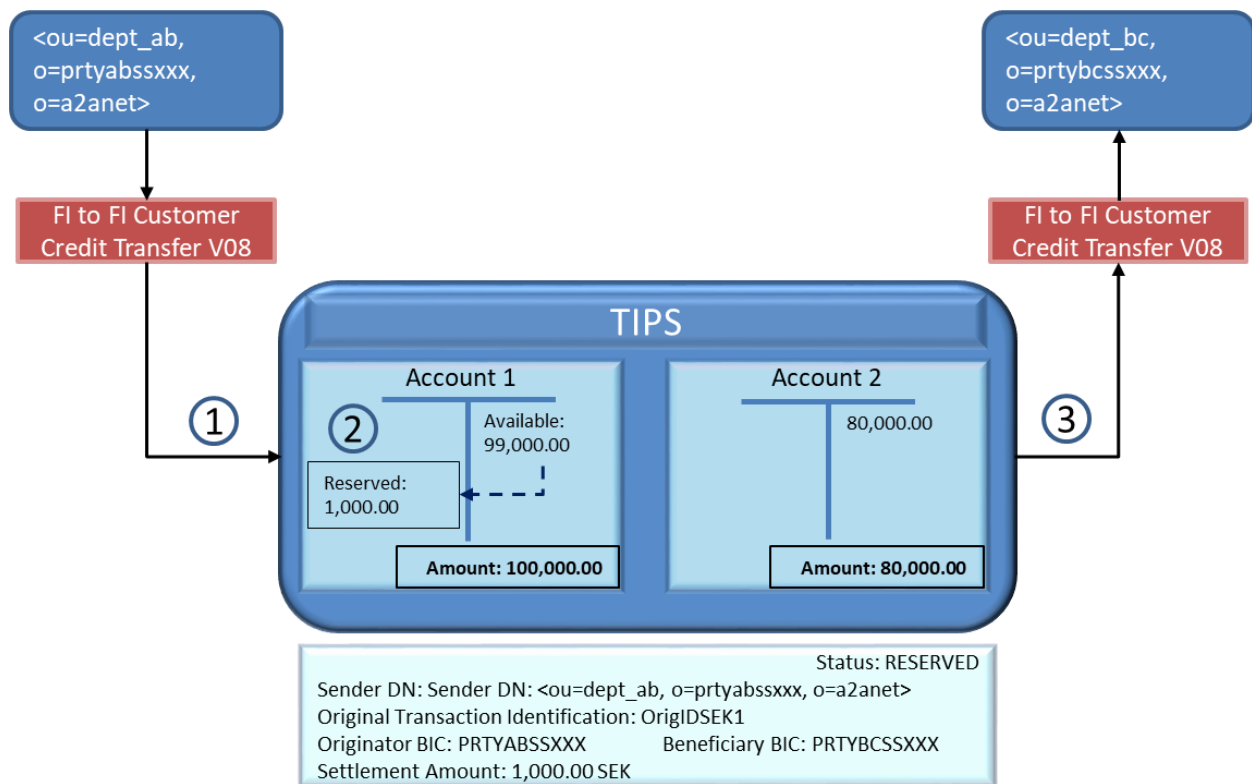 <ou=dept_ab,
o=prtyabssxxx,
o=a2anet>
<ou=dept_bc,
o=prtybcssxxx,
o=a2anet>
FI to FI Customer
Credit Transfer V08
FI to FI Customer
Credit Transfer V08
TIPS
1
Account 1
2
Available:
99,000.00
Reserved:
1,000.00
Amount: 100,000.00
Account 2
80,000.00
Amount: 80,000.00
3
Status: RESERVED
Sender DN: Sender DN: <ou=dept_ab, o=prtyabssxxx, o=a2anet>
Original Transaction Identification: OrigIDSEK1
Originator BIC: PRTYABSSXXX Beneficiary BIC: PRTYBCSSXXX
Settlement Amount: 1,000.00 SEK